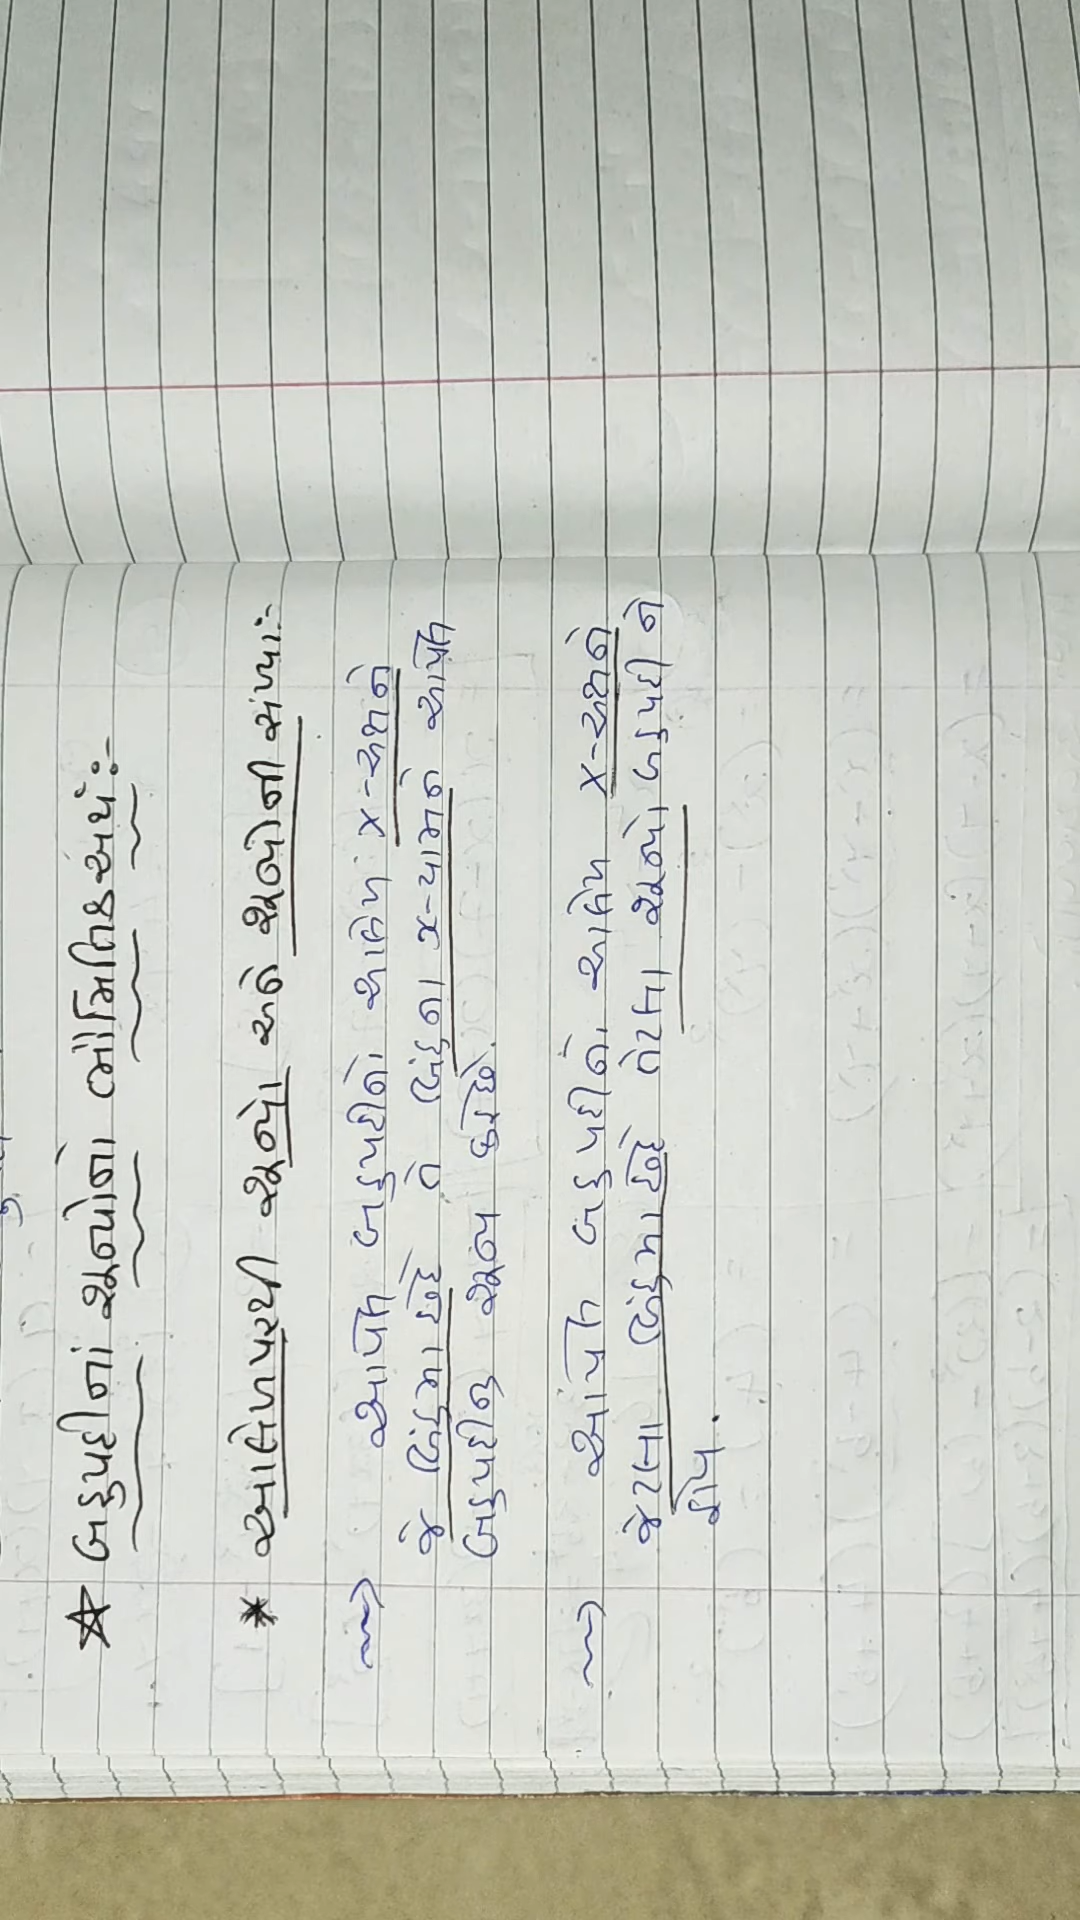 ☆ બહુપદીનાં શૂન્યોનો ભૌમિતિક અર્થ :-
* આલેખ પરથી શૂન્યો અને શૂન્યોની સંખ્યા:-
આપેલ બહુપદીનો આલેખ x-અક્ષને
જે બિંદુમાં છેદે તે બિંદુના x-યામને આપેલ
બહુપદીનું શૂન્ય કહે છે.
આપેલ બહુપદીનો આલેખ x-અક્ષને
જેટલા બિંદુમાં છેદે તેટલા શૂન્યો બહુપદી ને
હોય.